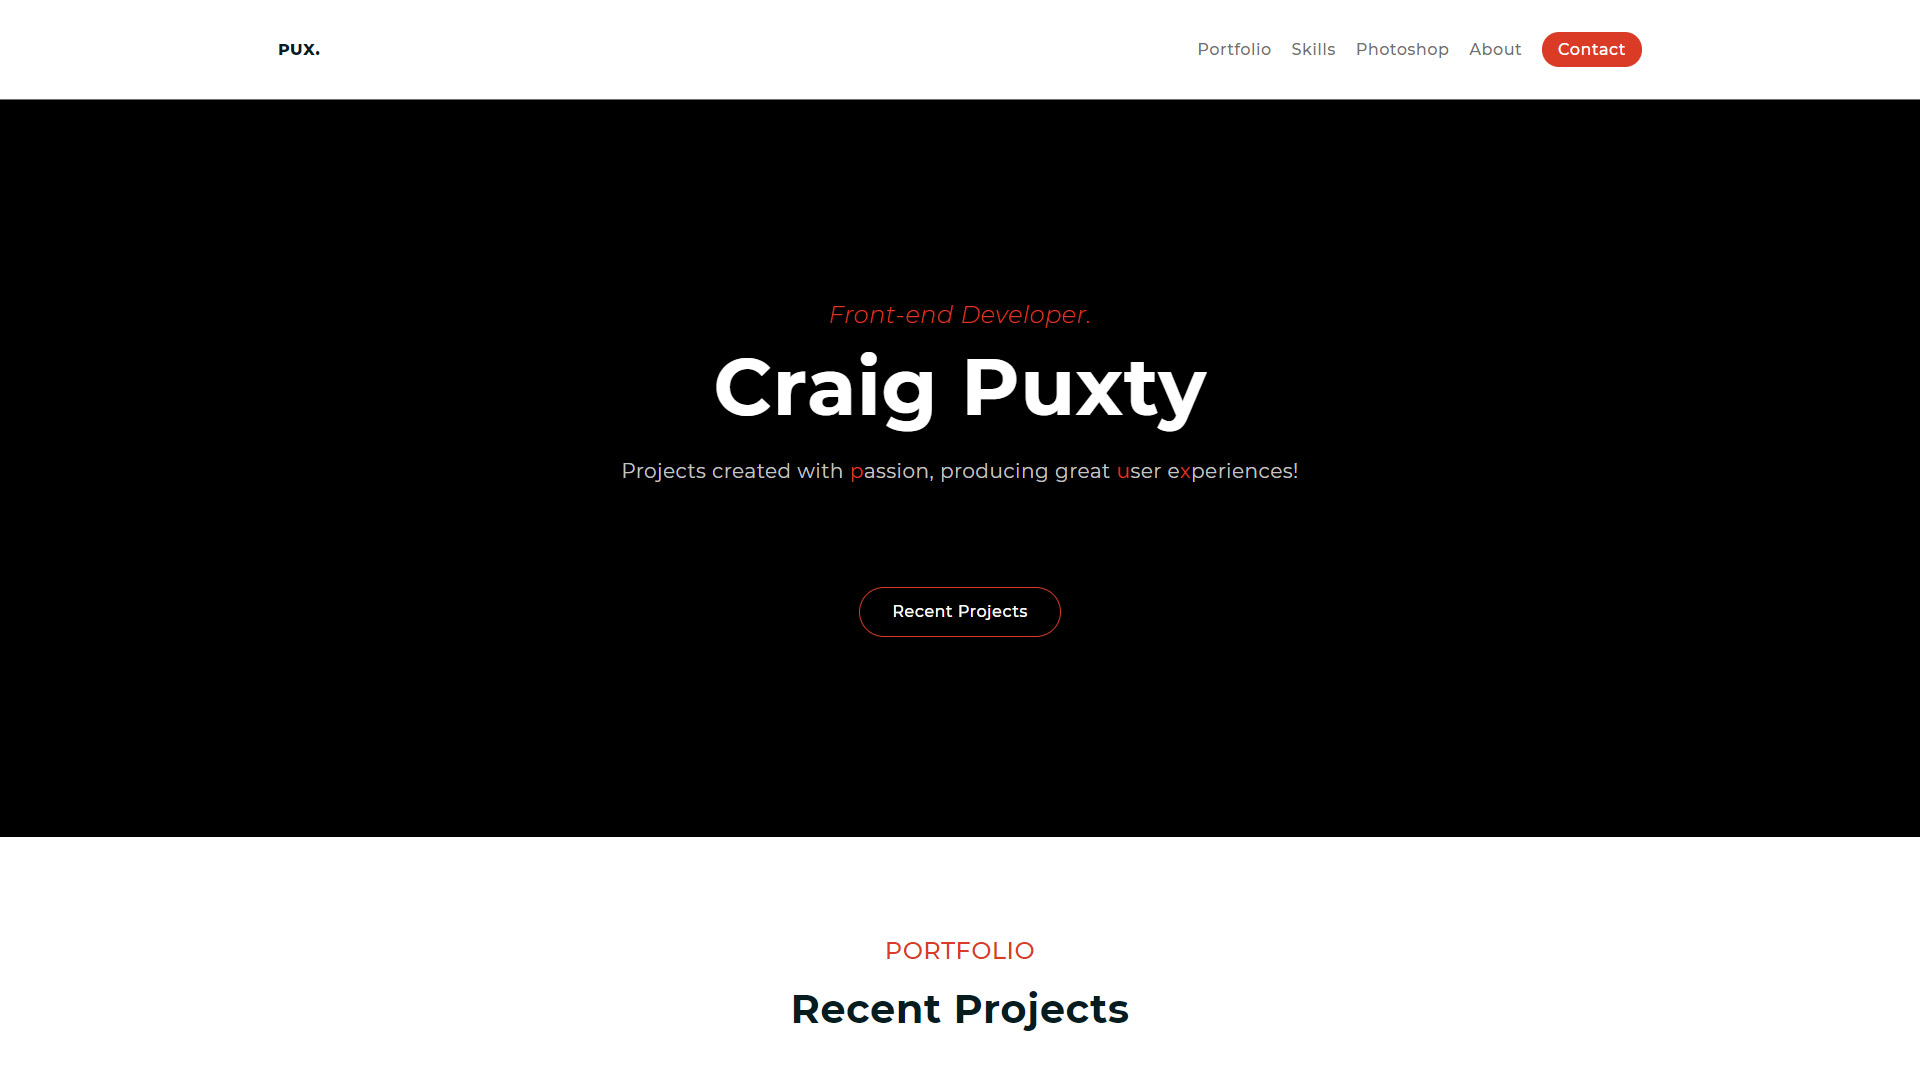 PUX.
Portfolio Skills Photoshop About Contact
Front-end Developer.
Craig Puxty
Projects created with passion, producing great user experiences!
Recent Projects
PORTFOLIO
Recent Projects